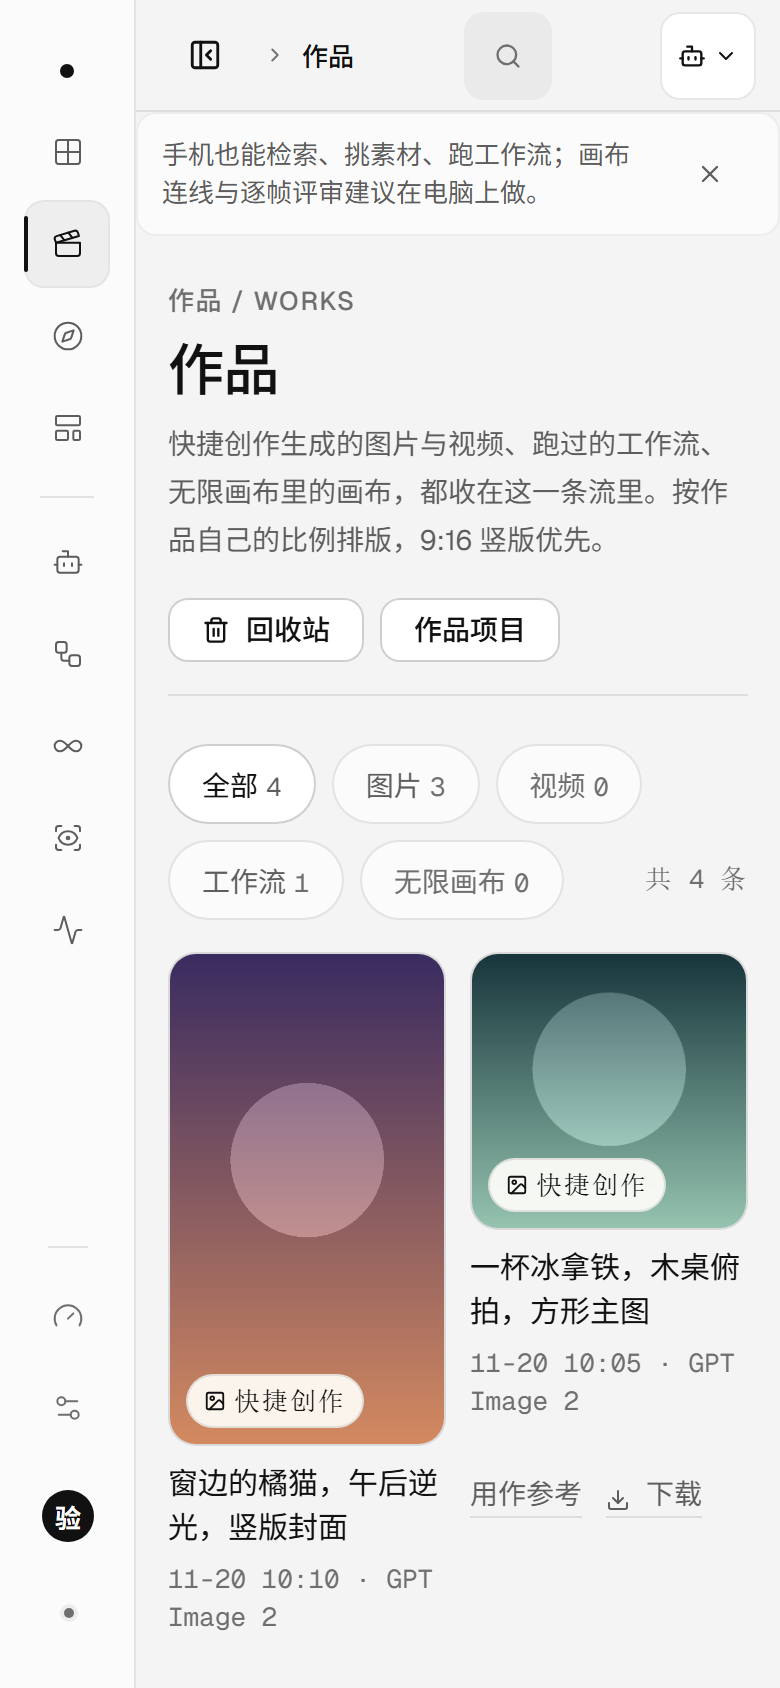 作品
手机也能检索、挑素材、跑工作流；画布
连线与逐帧评审建议在电脑上做。
作品 / WORKS
作品
快捷创作生成的图片与视频、跑过的工作流、
无限画布里的画布，都收在这一条流里。按作
品自己的比例排版，9:16 竖版优先。
回收站
作品项目
全部 4
图片 3
视频 0
工作流 1
无限画布 0
共 4 条
快捷创作
窗边的橘猫，午后逆
光，竖版封面
11-20 10:10 · GPT
Image 2
快捷创作
一杯冰拿铁，木桌俯
拍，方形主图
11-20 10:05 · GPT
Image 2
用作参考
下载
验